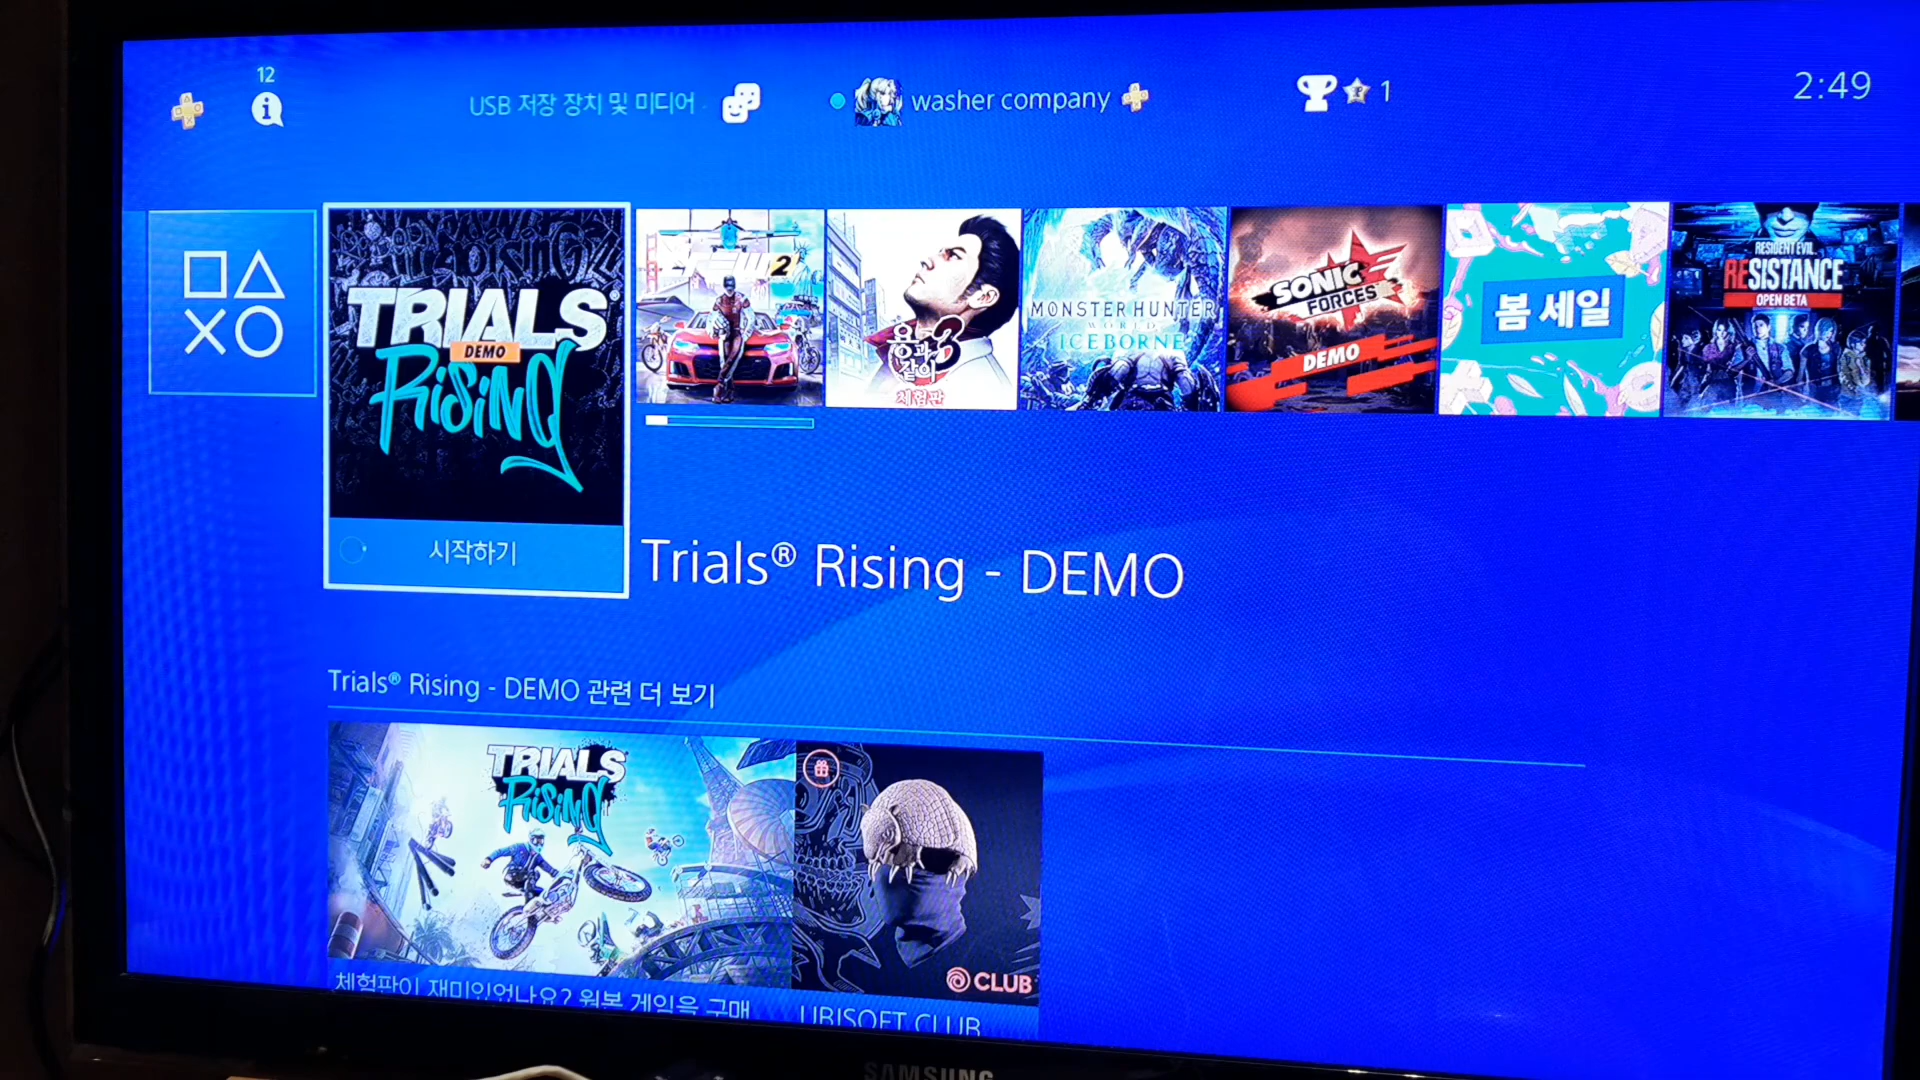 12
USB 저장 장치 및 미디어
washer company
1
2:49
TRIALS®
DEMO
RISING
시작하기
CREW 2
용과
같이 3
체험판
MONSTER HUNTER
WORLD
ICEBORNE
SONIC
FORCES
DEMO
봄 세일
RESIDENT EVIL
RESISTANCE
OPEN BETA
Trials® Rising - DEMO
Trials® Rising - DEMO 관련 더 보기
TRIALS
RISING
CLUB
체험판이 재미있었나요? 원본 게임을 구매
UBISOFT CLUB
SAMSUNG